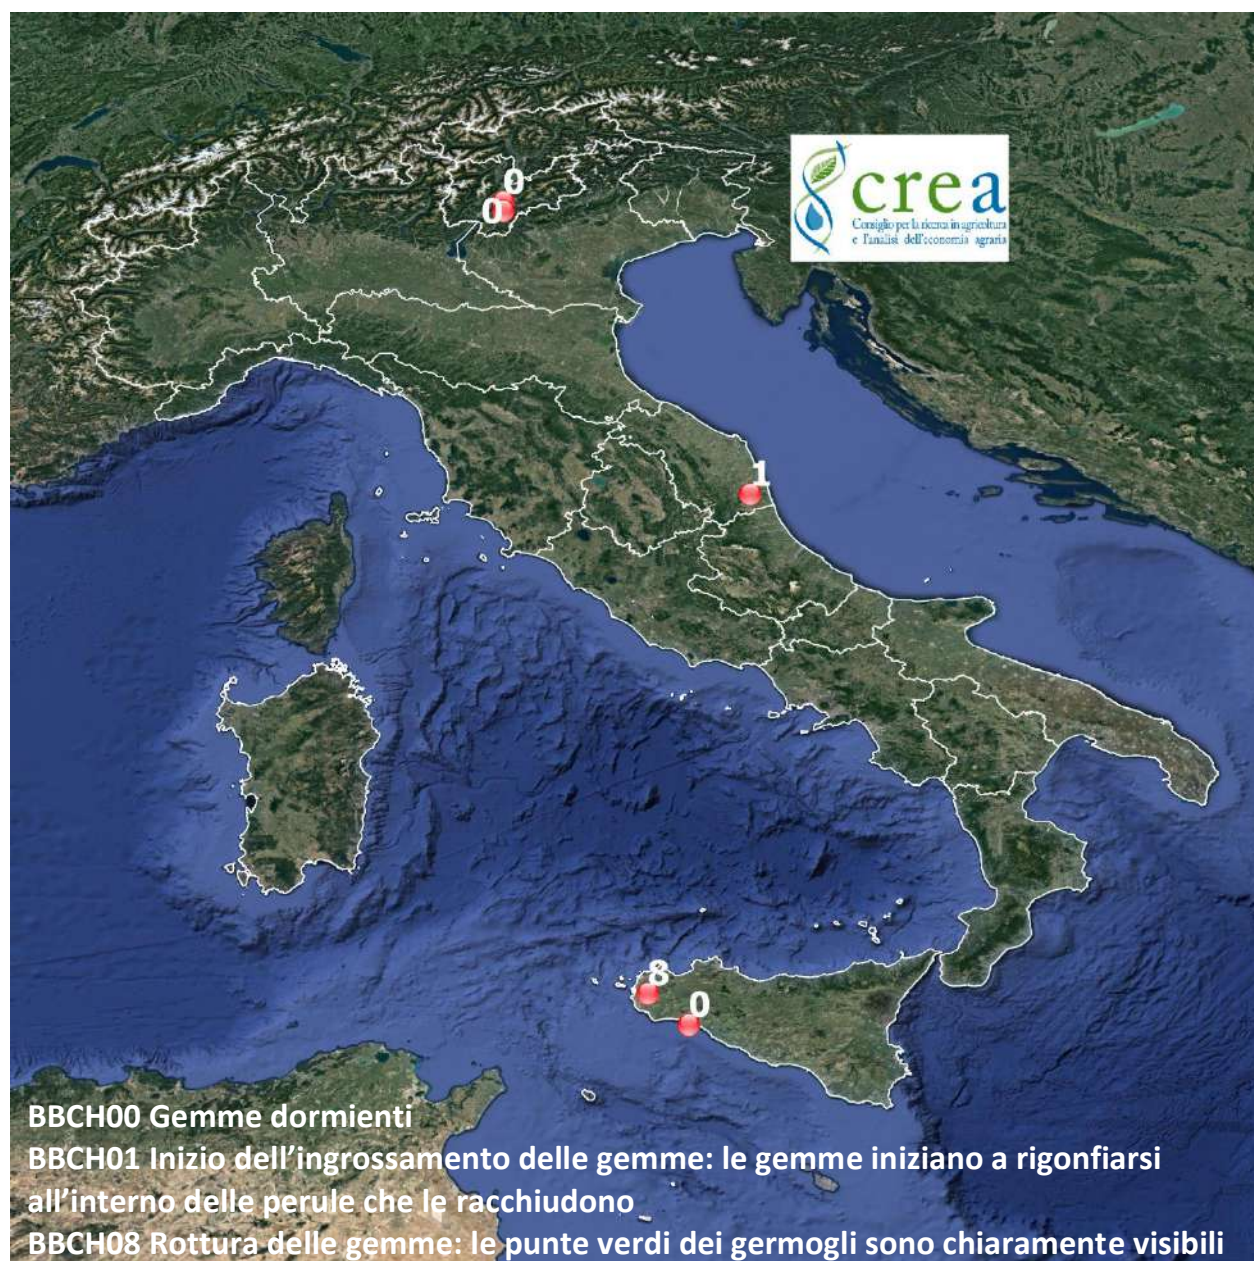 0
0
crea
Consiglio per la ricerca in agricoltura
e l'analisi dell'economia agraria
1
8
0
BBCH00 Gemme dormienti
BBCH01 Inizio dell’ingrossamento delle gemme: le gemme iniziano a rigonfiarsi
all’interno delle perule che le racchiudono
BBCH08 Rottura delle gemme: le punte verdi dei germogli sono chiaramente visibili